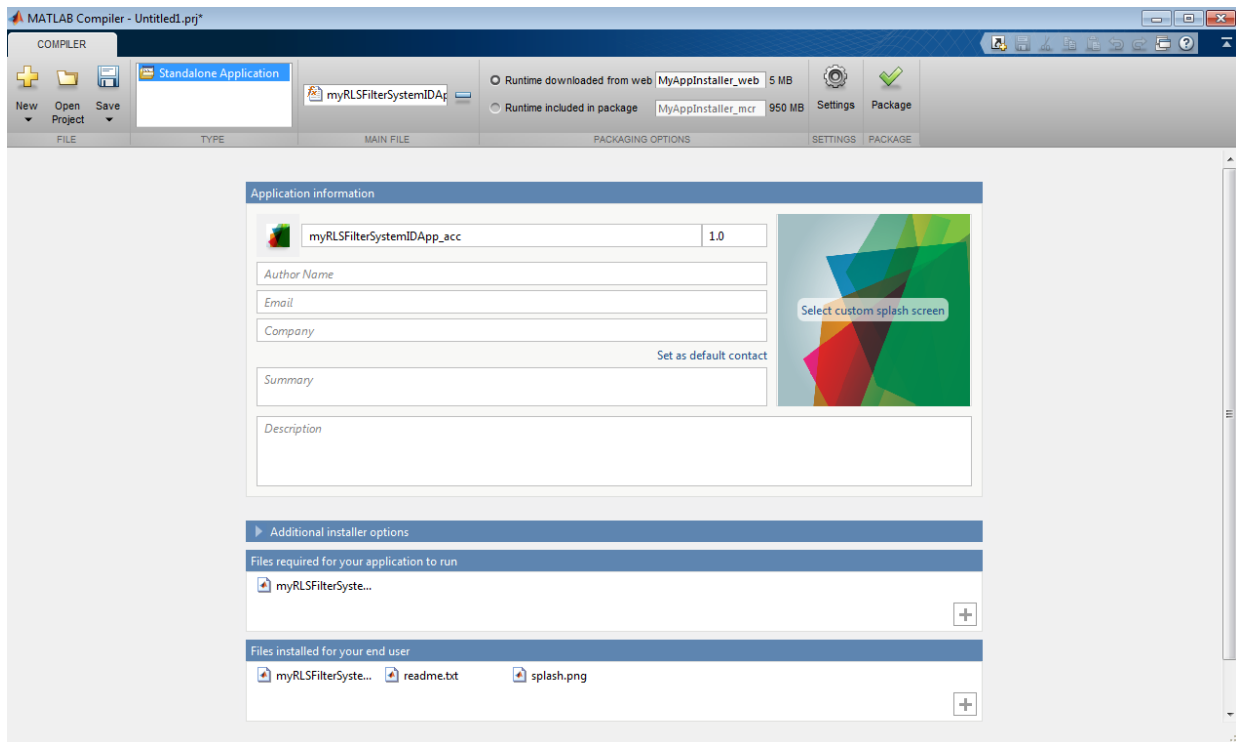 MATLAB Compiler - Untitled1.prj*
COMPILER
New
Open Project
Save
FILE
Standalone Application
TYPE
myRLSFilterSystemIDAp
MAIN FILE
Runtime downloaded from web MyAppInstaller_web 5 MB
Runtime included in package MyAppInstaller_mcr 950 MB
PACKAGING OPTIONS
Settings
SETTINGS
Package
PACKAGE
Application information
myRLSFilterSystemIDApp_acc 1.0
Author Name
Email
Company
Set as default contact
Summary
Select custom splash screen
Description
Additional installer options
Files required for your application to run
myRLSFilterSyste...
Files installed for your end user
myRLSFilterSyste... readme.txt splash.png